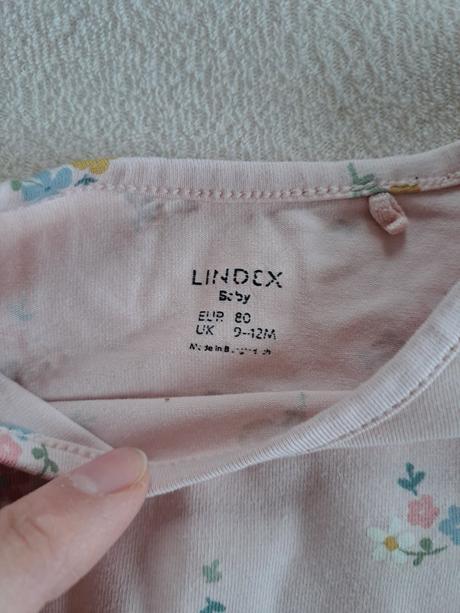 LINDEX
Baby
EUR 80
UK 9-12M
Made in Bangladesh